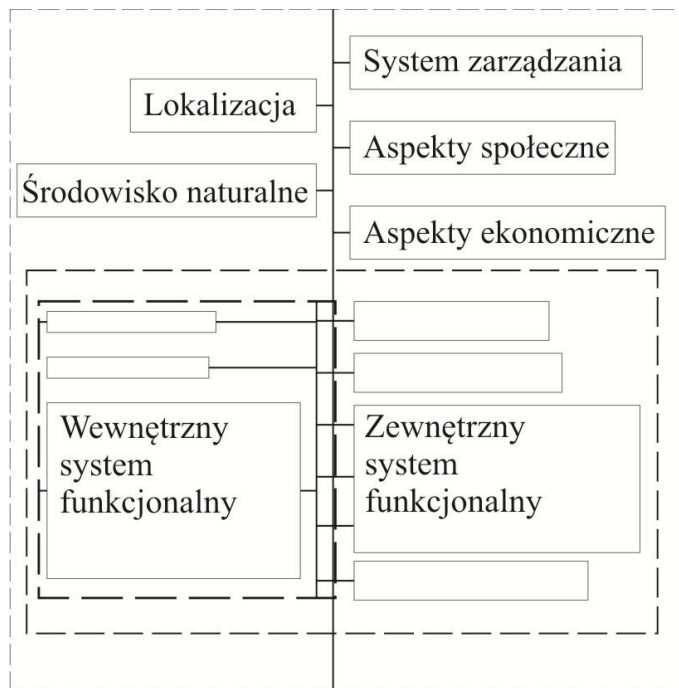 System zarządzania
Lokalizacja
Aspekty społeczne
Środowisko naturalne
Aspekty ekonomiczne
Wewnętrzny
system
funkcjonalny
Zewnętrzny
system
funkcjonalny